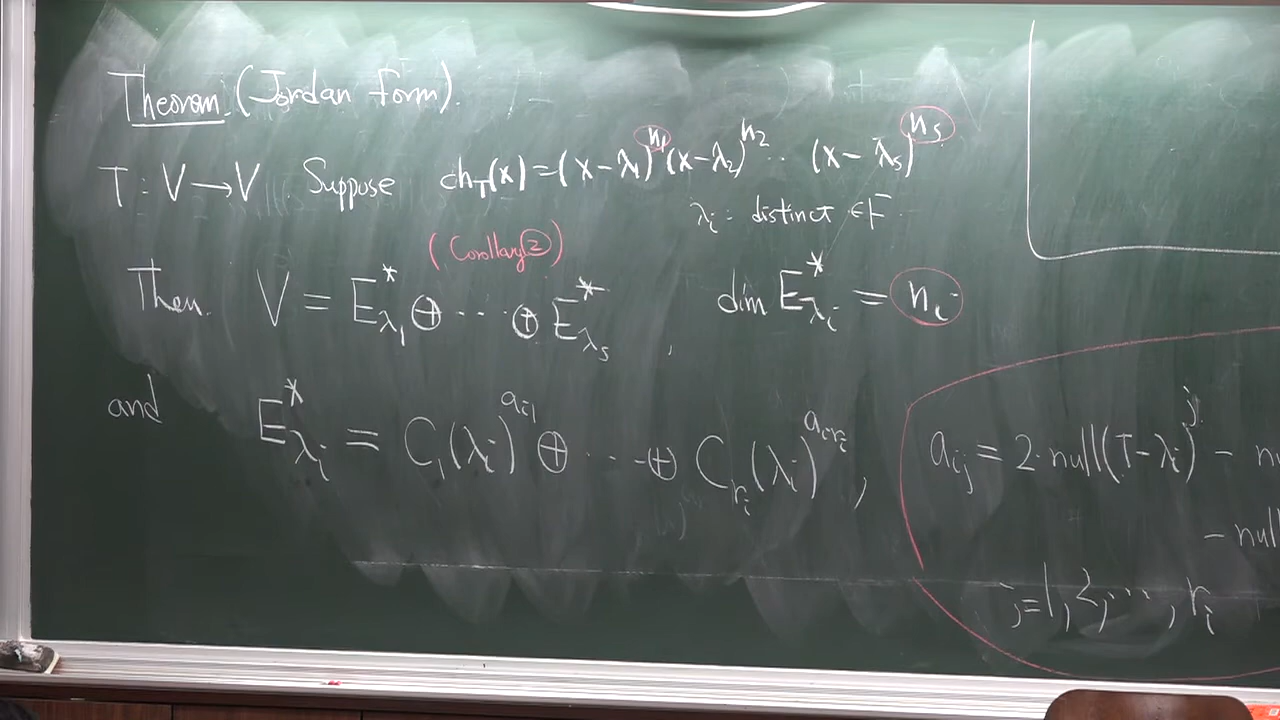 Theorem (Jordan form).
T : V → V Suppose ch_T(x) = (x-λ_1)^{n_1} (x-λ_2)^{n_2} ... (x-λ_s)^{n_s}
λ_i : distinct ∈ F.
(Corollary ②)
Then. V = E^*_{λ_1} ⊕ ... ⊕ E^*_{λ_s} , dim E^*_{λ_i} = n_i
and E^*_{λ_i} = C_1(λ_i)^{a_{i1}} ⊕ ... ⊕ C_{r_i}(λ_i)^{a_{ir_i}} , a_{ij} = 2·null(T-λ_i)^j - nu
- null
j=1, 2, ..., r_i